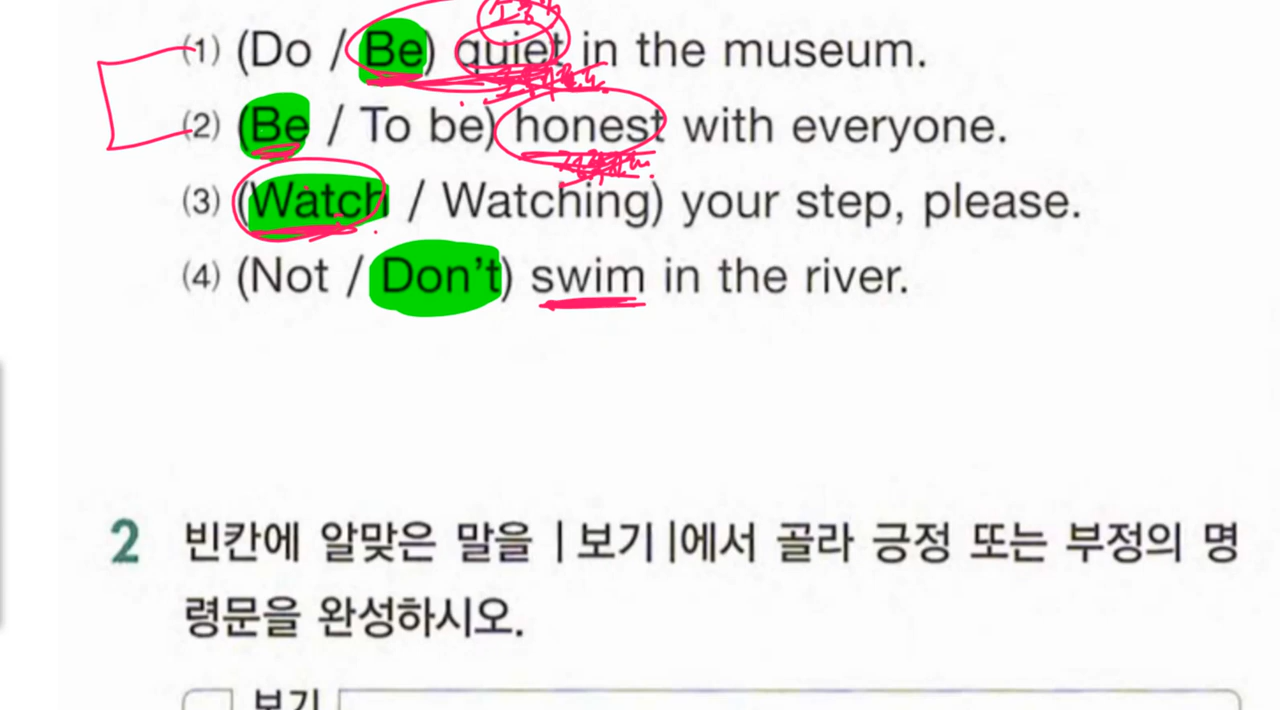 (1) (Do / Be) quiet in the museum.
(2) (Be / To be) honest with everyone.
(3) (Watch / Watching) your step, please.
(4) (Not / Don't) swim in the river.
2 빈칸에 알맞은 말을 |보기|에서 골라 긍정 또는 부정의 명
령문을 완성하시오.
보기